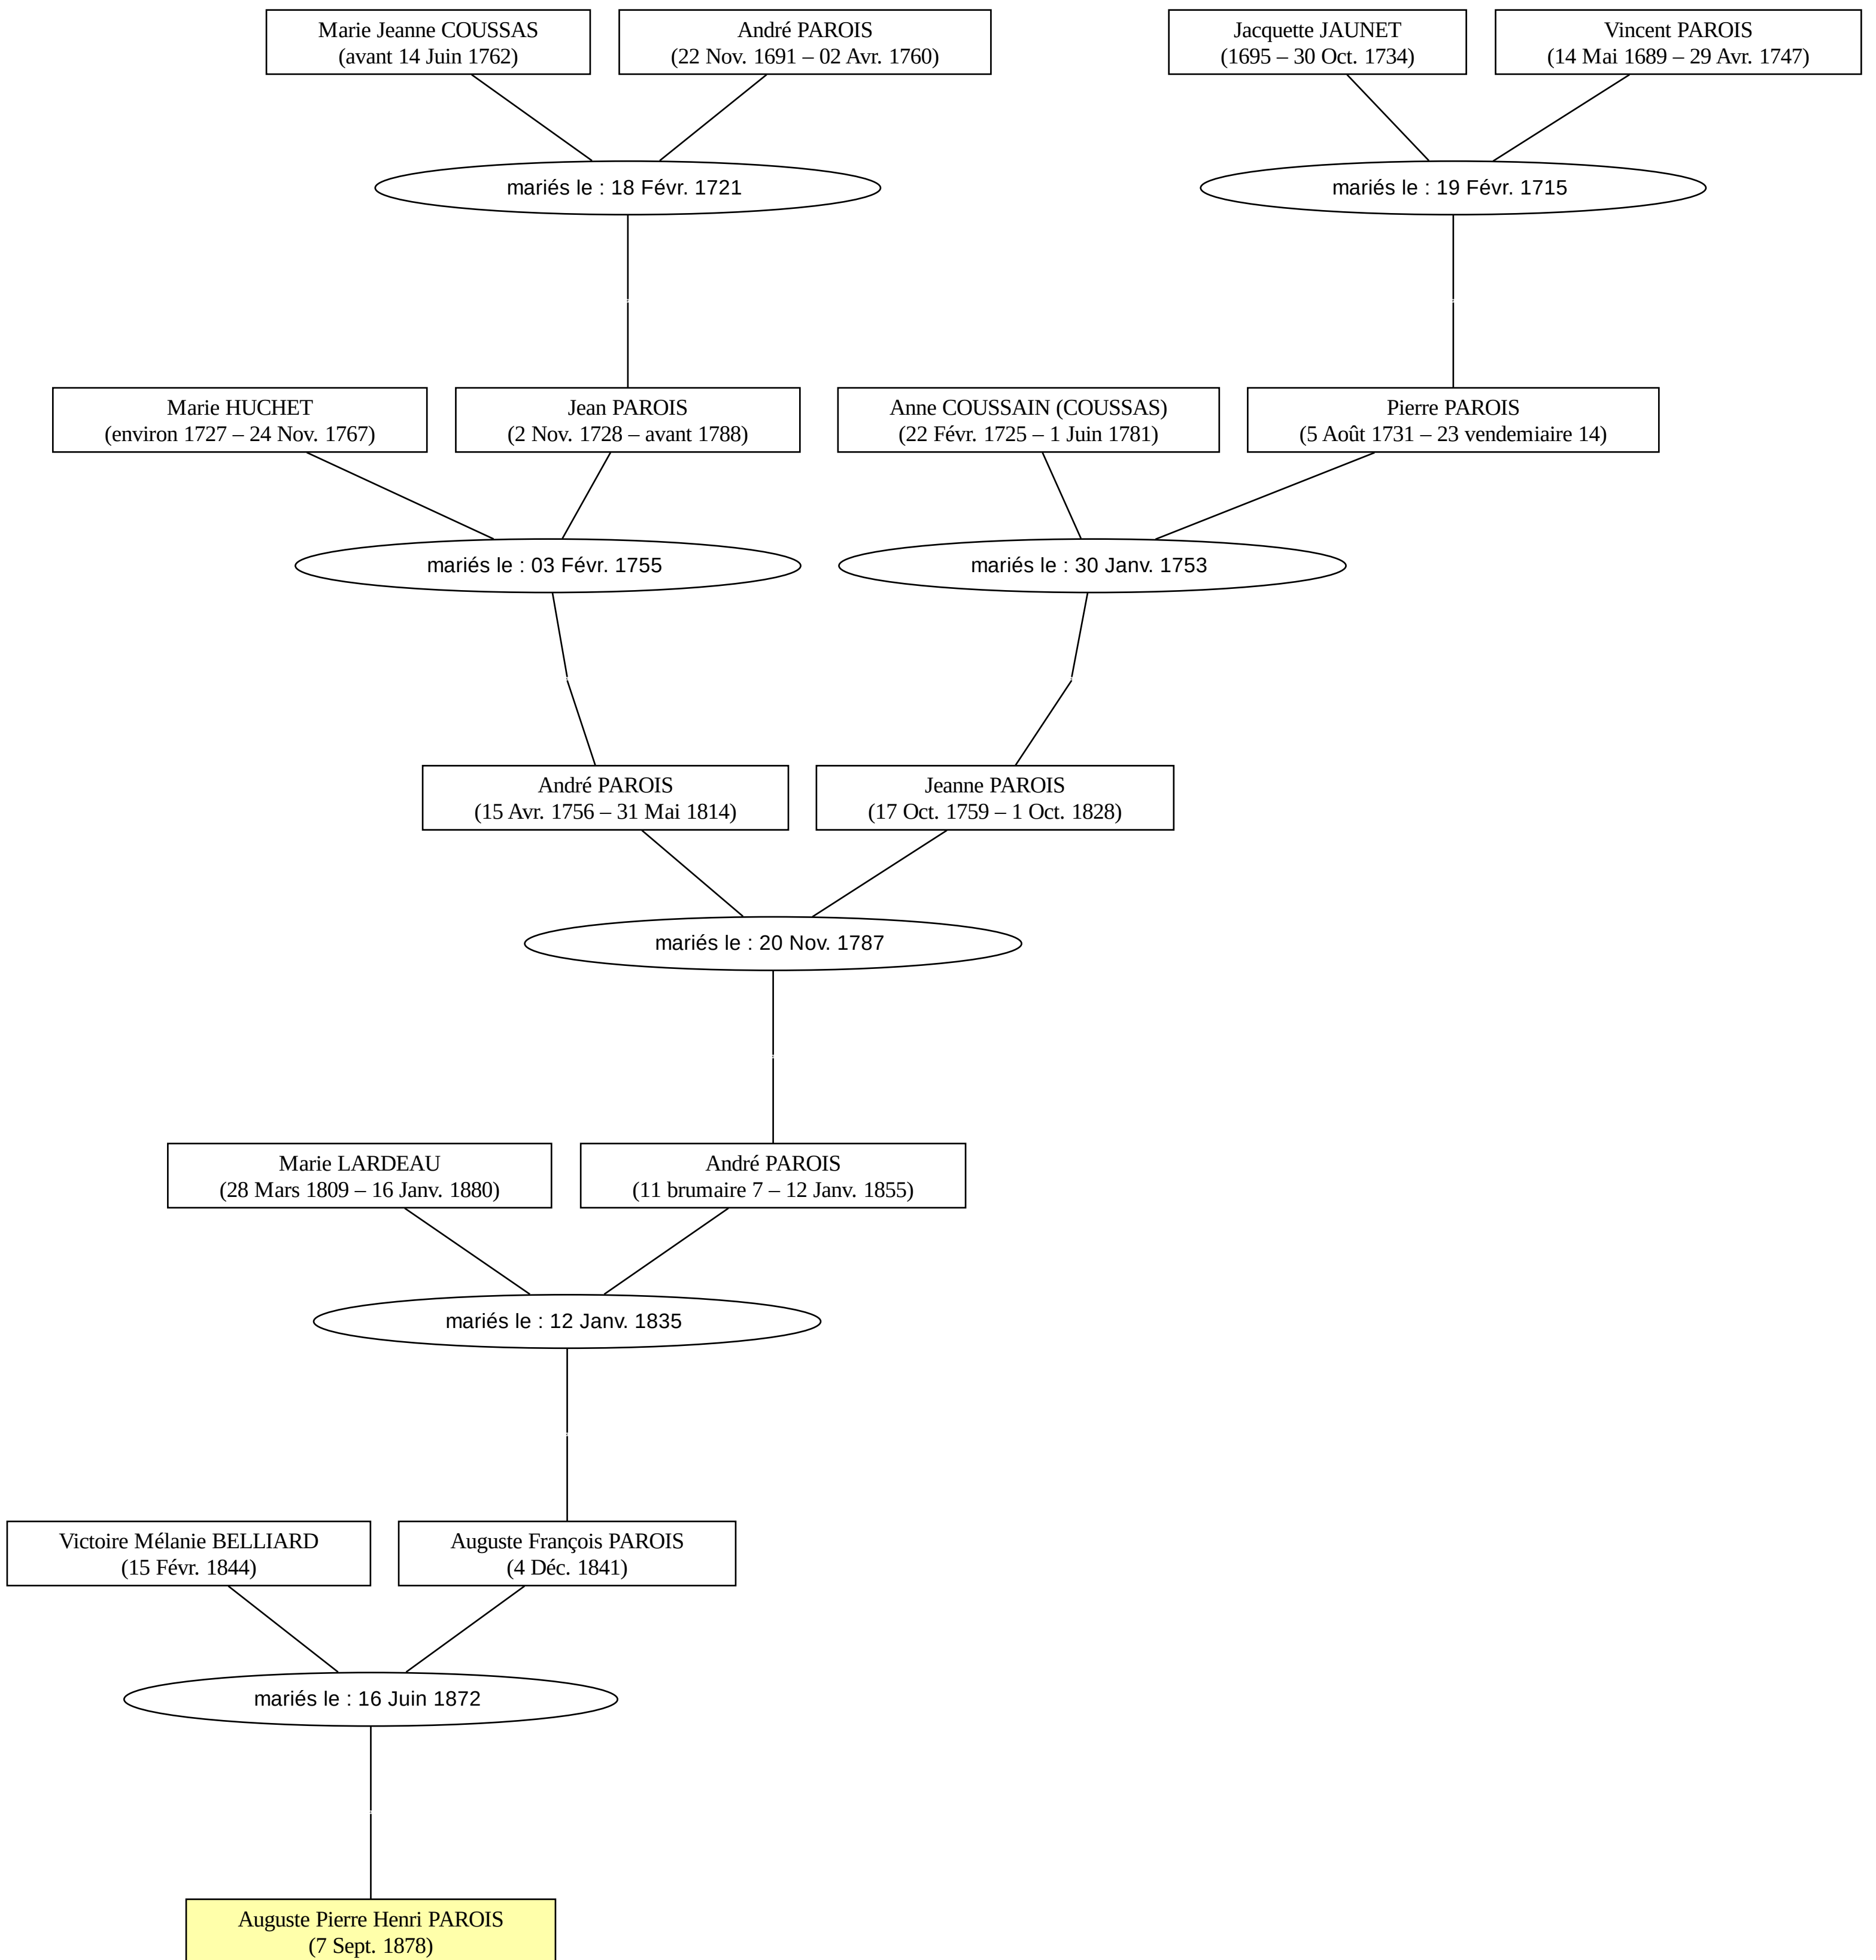 Marie Jeanne COUSSAS
(avant 14 Juin 1762)
André PAROIS
(22 Nov. 1691 – 02 Avr. 1760)
Jacquette JAUNET
(1695 – 30 Oct. 1734)
Vincent PAROIS
(14 Mai 1689 – 29 Avr. 1747)
mariés le : 18 Févr. 1721
mariés le : 19 Févr. 1715
Marie HUCHET
(environ 1727 – 24 Nov. 1767)
Jean PAROIS
(2 Nov. 1728 – avant 1788)
Anne COUSSAIN (COUSSAS)
(22 Févr. 1725 – 1 Juin 1781)
Pierre PAROIS
(5 Août 1731 – 23 vendemiaire 14)
mariés le : 03 Févr. 1755
mariés le : 30 Janv. 1753
André PAROIS
(15 Avr. 1756 – 31 Mai 1814)
Jeanne PAROIS
(17 Oct. 1759 – 1 Oct. 1828)
mariés le : 20 Nov. 1787
Marie LARDEAU
(28 Mars 1809 – 16 Janv. 1880)
André PAROIS
(11 brumaire 7 – 12 Janv. 1855)
mariés le : 12 Janv. 1835
Victoire Mélanie BELLIARD
(15 Févr. 1844)
Auguste François PAROIS
(4 Déc. 1841)
mariés le : 16 Juin 1872
Auguste Pierre Henri PAROIS
(7 Sept. 1878)